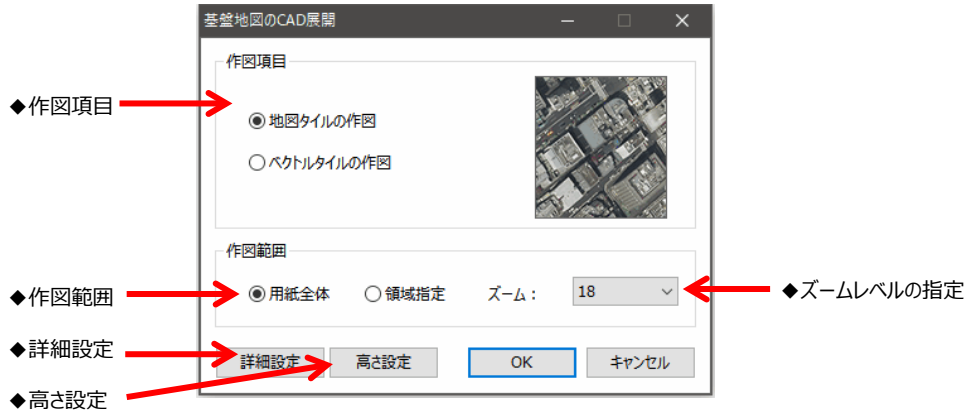 基盤地図のCAD展開
作図項目
◆作図項目
地図タイルの作図
ベクトルタイルの作図
作図範囲
◆作図範囲
用紙全体 領域指定 ズーム： 18
◆ズームレベルの指定
◆詳細設定
詳細設定 高さ設定 OK キャンセル
◆高さ設定